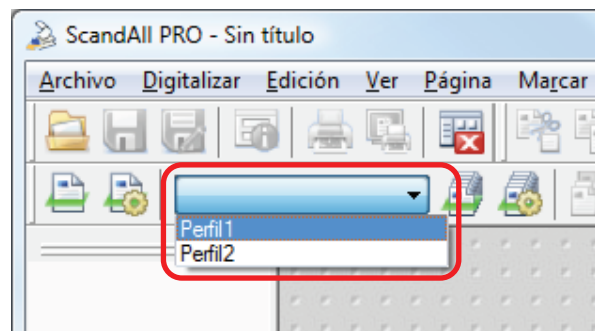 ScandAll PRO - Sin título
Archivo Digitalizar Edición Ver Página Marcar
Perfil1
Perfil2